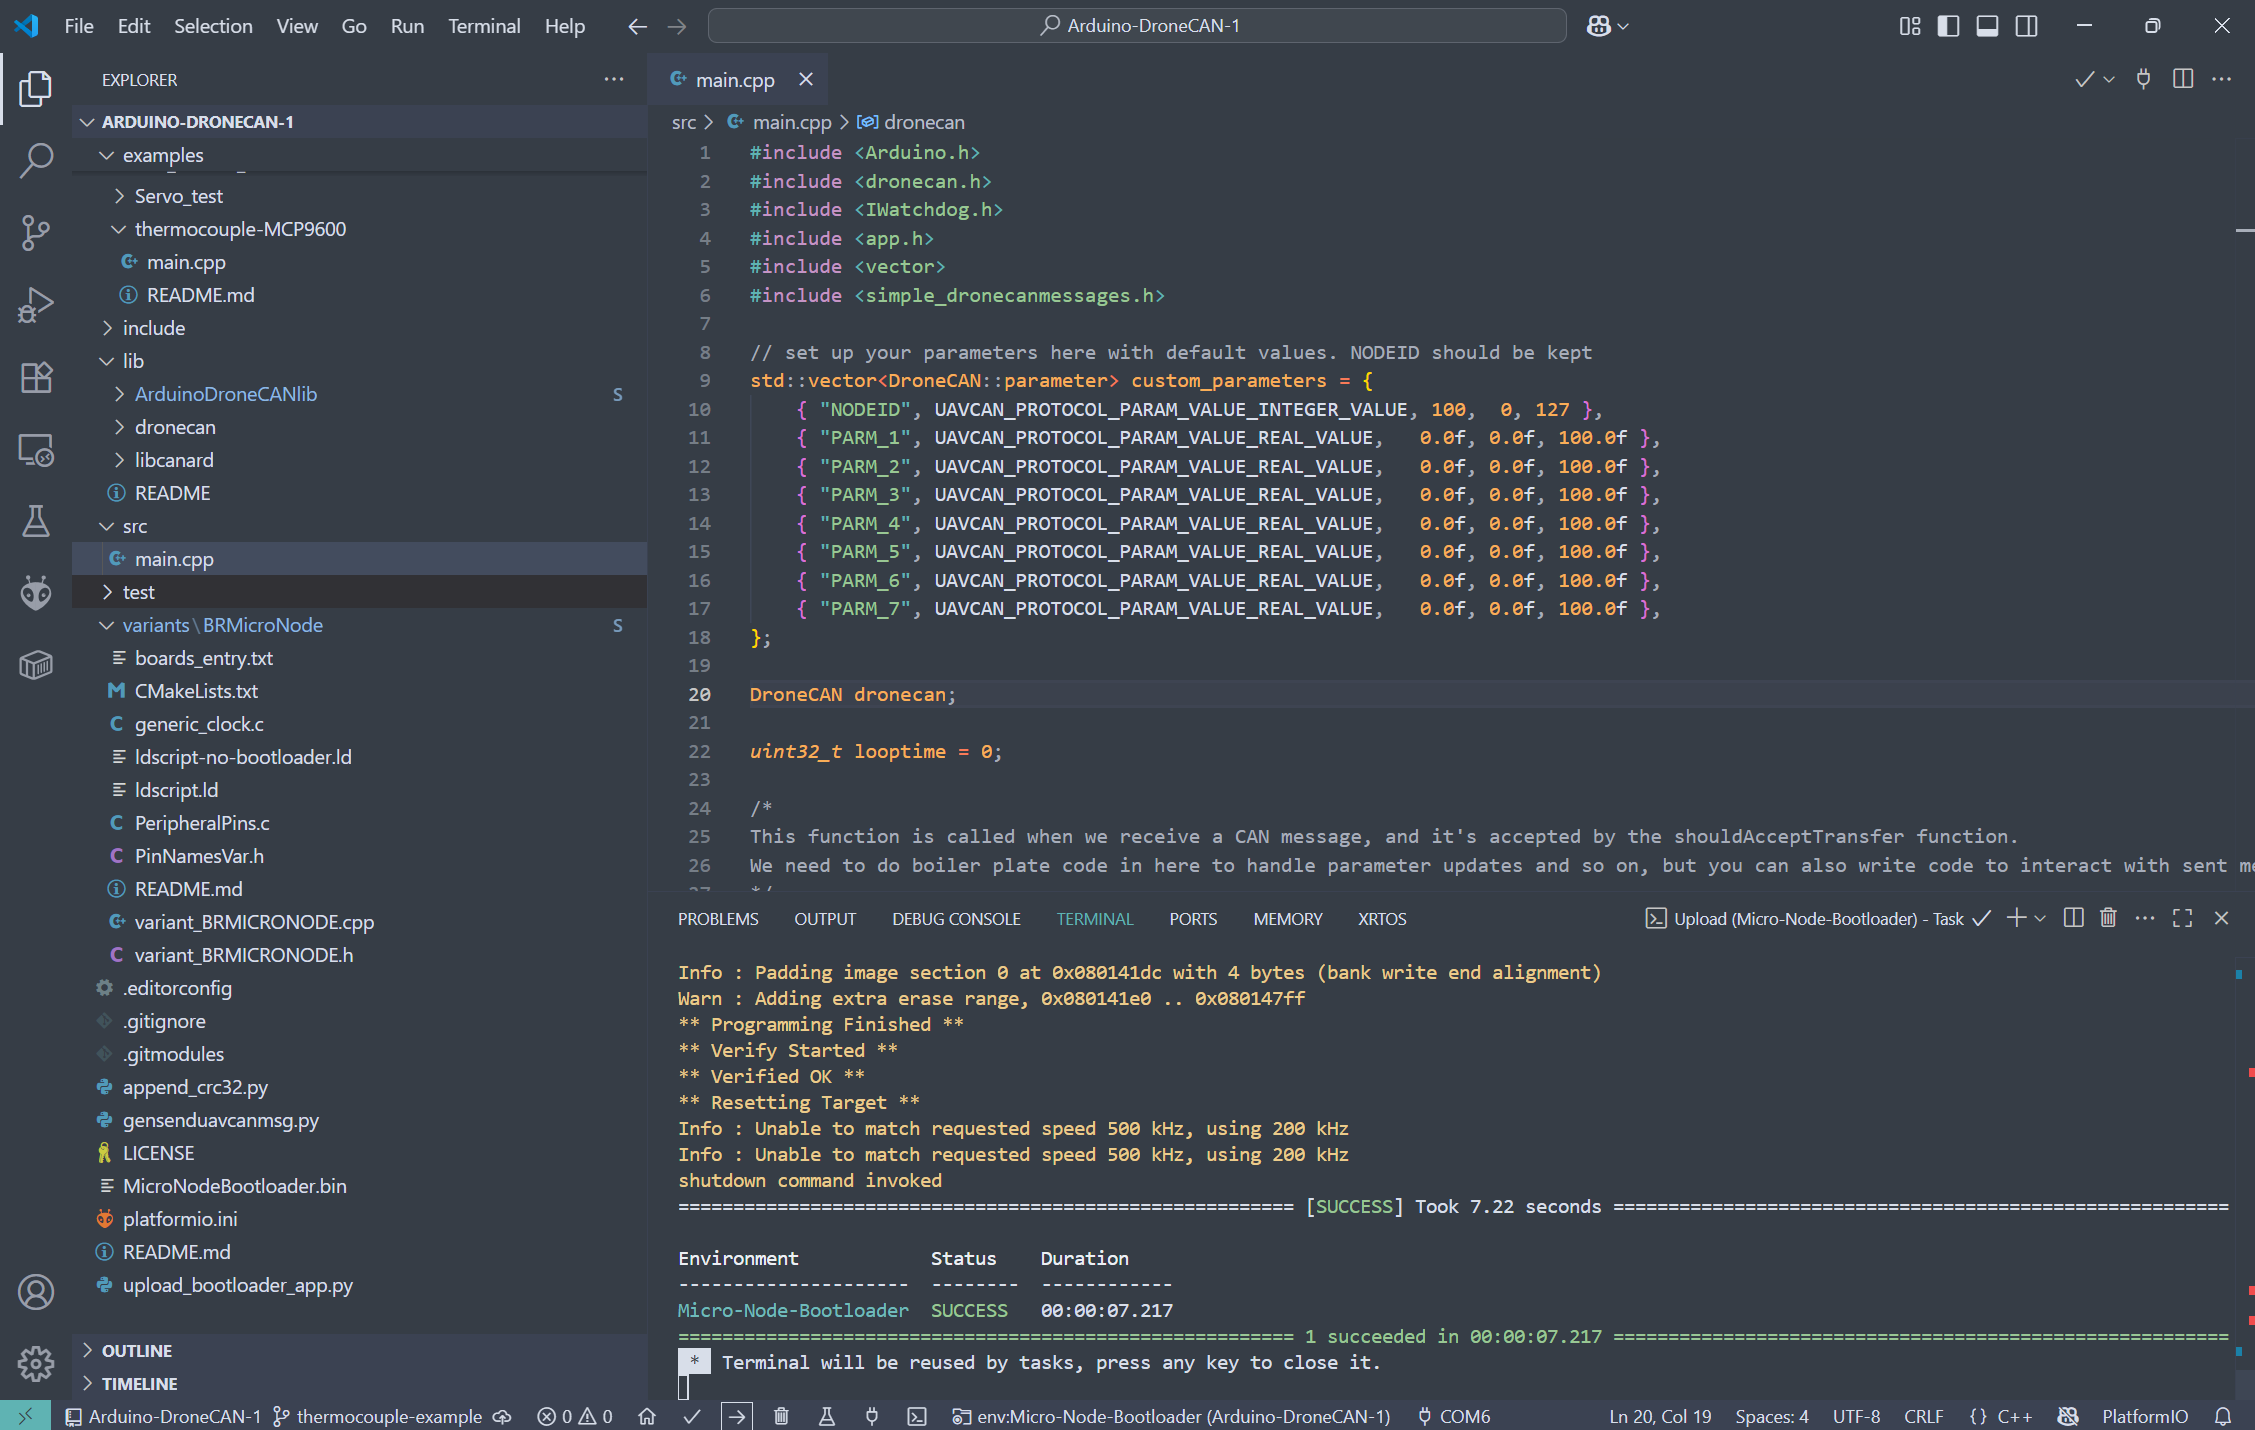 File Edit Selection View Go Run Terminal Help
Arduino-DroneCAN-1
EXPLORER
ARDUINO-DRONECAN-1
examples
Servo_test
thermocouple-MCP9600
main.cpp
README.md
include
lib
ArduinoDroneCANlib S
dronecan
libcanard
README
src
main.cpp
test
variants\BRMicroNode S
boards_entry.txt
CMakeLists.txt
generic_clock.c
ldscript-no-bootloader.ld
ldscript.ld
PeripheralPins.c
PinNamesVar.h
README.md
variant_BRMICRONODE.cpp
variant_BRMICRONODE.h
.editorconfig
.gitignore
.gitmodules
append_crc32.py
gensenduavcanmsg.py
LICENSE
MicroNodeBootloader.bin
platformio.ini
README.md
upload_bootloader_app.py
OUTLINE
TIMELINE
main.cpp
src > main.cpp > dronecan
1 #include <Arduino.h>
2 #include <dronecan.h>
3 #include <IWatchdog.h>
4 #include <app.h>
5 #include <vector>
6 #include <simple_dronecanmessages.h>
7
8 // set up your parameters here with default values. NODEID should be kept
9 std::vector<DroneCAN::parameter> custom_parameters = {
10 { "NODEID", UAVCAN_PROTOCOL_PARAM_VALUE_INTEGER_VALUE, 100, 0, 127 },
11 { "PARM_1", UAVCAN_PROTOCOL_PARAM_VALUE_REAL_VALUE, 0.0f, 0.0f, 100.0f },
12 { "PARM_2", UAVCAN_PROTOCOL_PARAM_VALUE_REAL_VALUE, 0.0f, 0.0f, 100.0f },
13 { "PARM_3", UAVCAN_PROTOCOL_PARAM_VALUE_REAL_VALUE, 0.0f, 0.0f, 100.0f },
14 { "PARM_4", UAVCAN_PROTOCOL_PARAM_VALUE_REAL_VALUE, 0.0f, 0.0f, 100.0f },
15 { "PARM_5", UAVCAN_PROTOCOL_PARAM_VALUE_REAL_VALUE, 0.0f, 0.0f, 100.0f },
16 { "PARM_6", UAVCAN_PROTOCOL_PARAM_VALUE_REAL_VALUE, 0.0f, 0.0f, 100.0f },
17 { "PARM_7", UAVCAN_PROTOCOL_PARAM_VALUE_REAL_VALUE, 0.0f, 0.0f, 100.0f },
18 };
19
20 DroneCAN dronecan;
21
22 uint32_t looptime = 0;
23
24 /*
25 This function is called when we receive a CAN message, and it's accepted by the shouldAcceptTransfer function.
26 We need to do boiler plate code in here to handle parameter updates and so on, but you can also write code to interact with sent me
PROBLEMS OUTPUT DEBUG CONSOLE TERMINAL PORTS MEMORY XRTOS
Upload (Micro-Node-Bootloader) - Task
Info : Padding image section 0 at 0x080141dc with 4 bytes (bank write end alignment)
Warn : Adding extra erase range, 0x080141e0 .. 0x080147ff
** Programming Finished **
** Verify Started **
** Verified OK **
** Resetting Target **
Info : Unable to match requested speed 500 kHz, using 200 kHz
Info : Unable to match requested speed 500 kHz, using 200 kHz
shutdown command invoked
======================================================== [SUCCESS] Took 7.22 seconds ========================================================
Environment Status Duration
--------------------- -------- ------------
Micro-Node-Bootloader SUCCESS 00:00:07.217
======================================================== 1 succeeded in 00:00:07.217 ========================================================
* Terminal will be reused by tasks, press any key to close it.
Arduino-DroneCAN-1 thermocouple-example 0 0 env:Micro-Node-Bootloader (Arduino-DroneCAN-1) COM6 Ln 20, Col 19 Spaces: 4 UTF-8 CRLF {} C++ PlatformIO